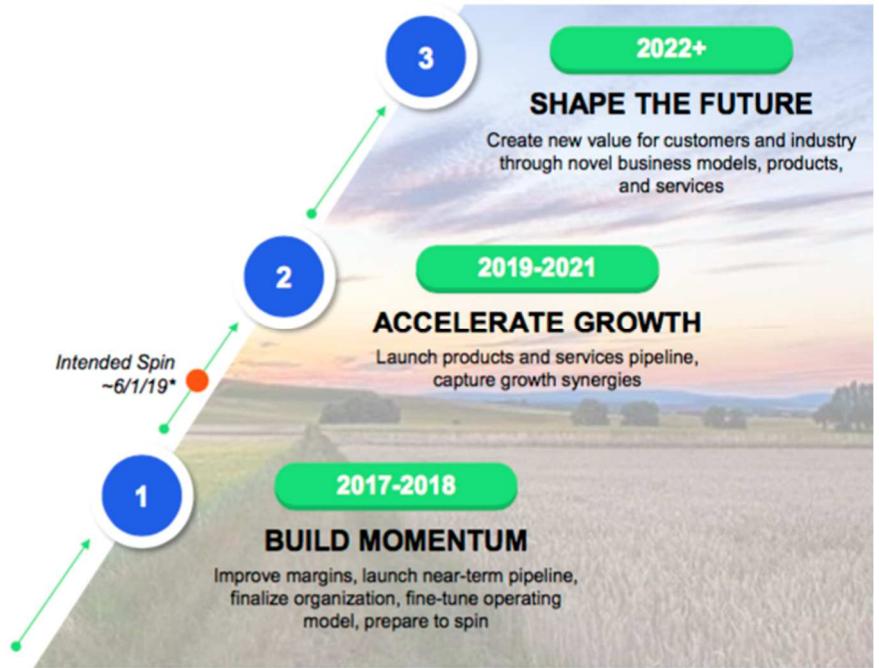 3
2022+
SHAPE THE FUTURE
Create new value for customers and industry
through novel business models, products,
and services
2
2019-2021
ACCELERATE GROWTH
Launch products and services pipeline,
capture growth synergies
Intended Spin
~6/1/19*
1
2017-2018
BUILD MOMENTUM
Improve margins, launch near-term pipeline,
finalize organization, fine-tune operating
model, prepare to spin